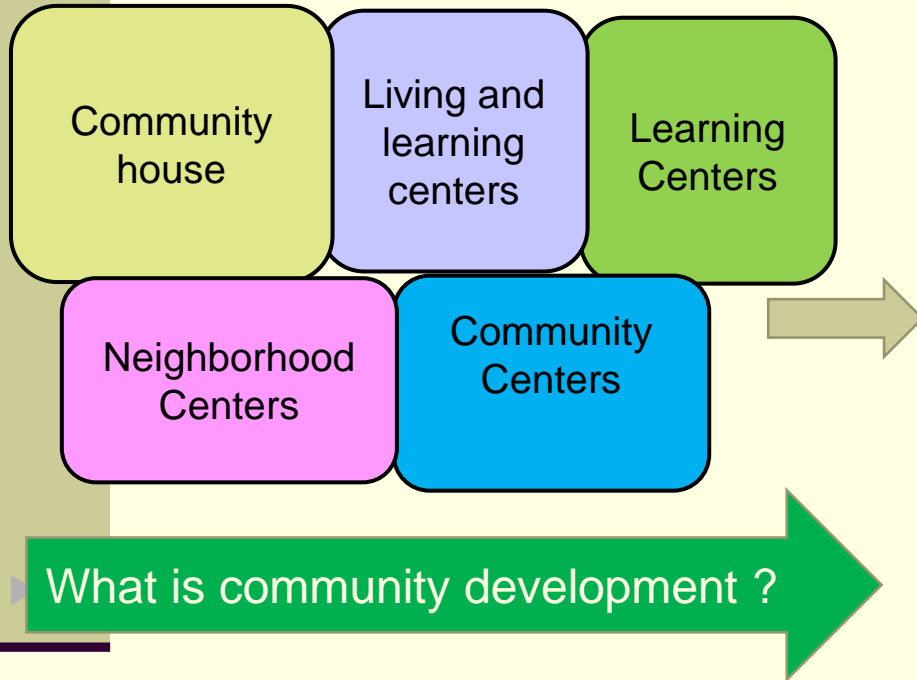 Community
house
Living and
learning
centers
Learning
Centers
Neighborhood
Centers
Community
Centers
What is community development ?